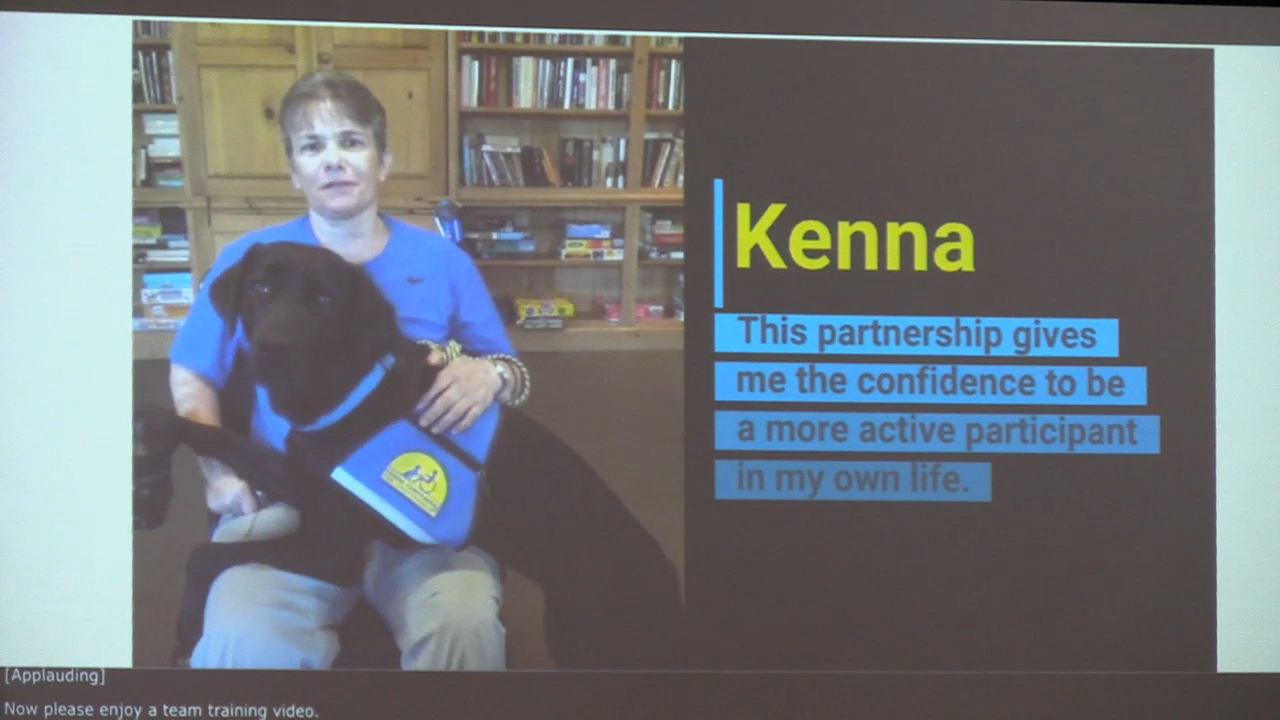 Kenna
This partnership gives
me the confidence to be
a more active participant
in my own life.
[Applauding]
Now please enjoy a team training video.